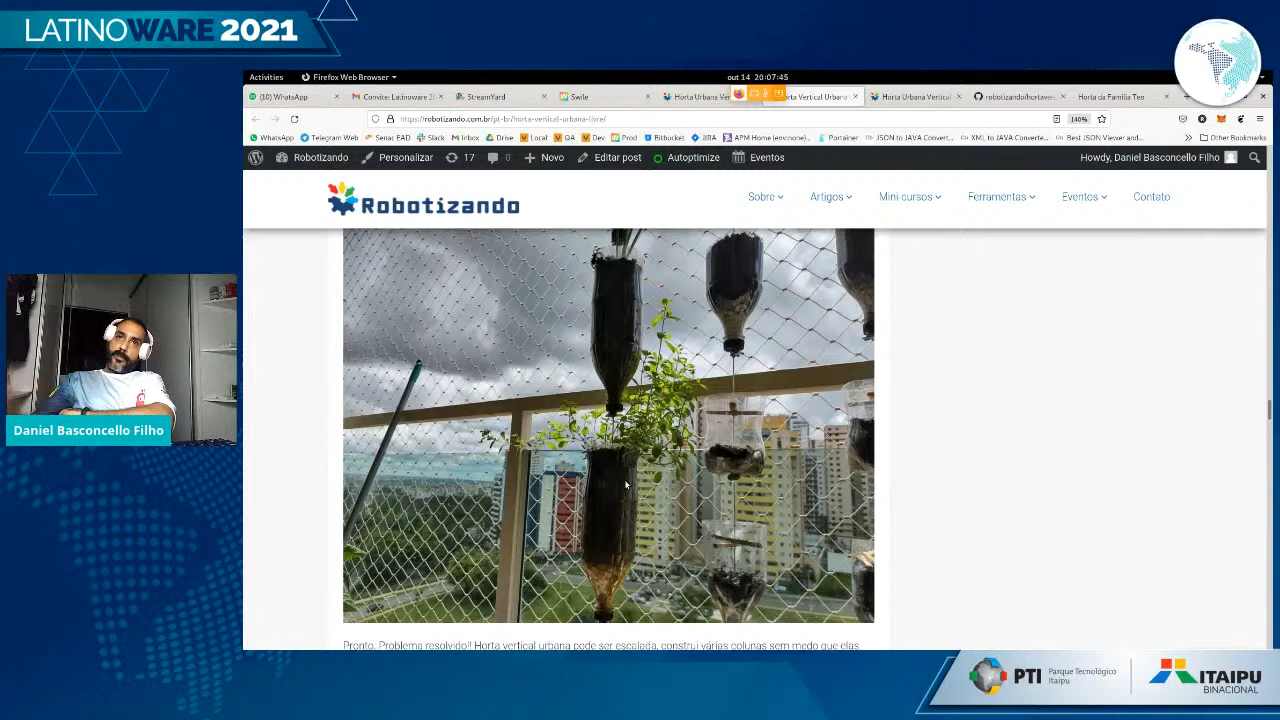 LATINOWARE 2021
Activities Firefox Web Browser out 14 20:07:45
(10) WhatsApp Convite: Latinoware 20 StreamYard Swile Horta Urbana Ver Horta Vertical Urbana Horta Urbana Vertical robotizando/hortaver Horta da Familia Teo
https://robotizando.com.br/pt-br/horta-vertical-urbana-livre/ 140%
WhatsApp Telegram Web Senac EAD Slack Inbox Drive Local QA Dev. Prod Bitbucket JIRA APM Home (env:none)... Portainer JSON to JAVA Convert... XML to JAVA Converte... Best JSON Viewer and... Other Bookmarks
Robotizando Personalizar 17 0 Novo Editar post Autoptimize Eventos Howdy, Daniel Basconcello Filho
Robotizando Sobre Artigos Mini cursos Ferramentas Eventos Contato
Daniel Basconcello Filho
Pronto. Problema resolvido!! Horta vertical urbana pode ser escalada, construi várias colunas sem medo que elas
PTI Parque Tecnológico
Itaipu
ITAIPU
BINACIONAL